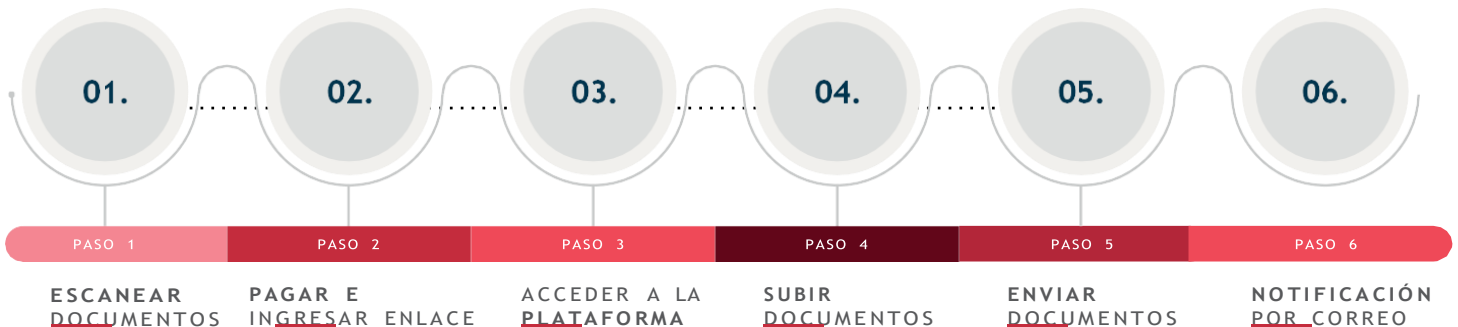 01.
02.
03.
04.
05.
06.
PASO 1
PASO 2
PASO 3
PASO 4
PASO 5
PASO 6
ESCANEAR
DOCUMENTOS
PAGAR E
INGRESAR ENLACE
ACCEDER A LA
PLATAFORMA
SUBIR
DOCUMENTOS
ENVIAR
DOCUMENTOS
NOTIFICACIÓN
POR CORREO